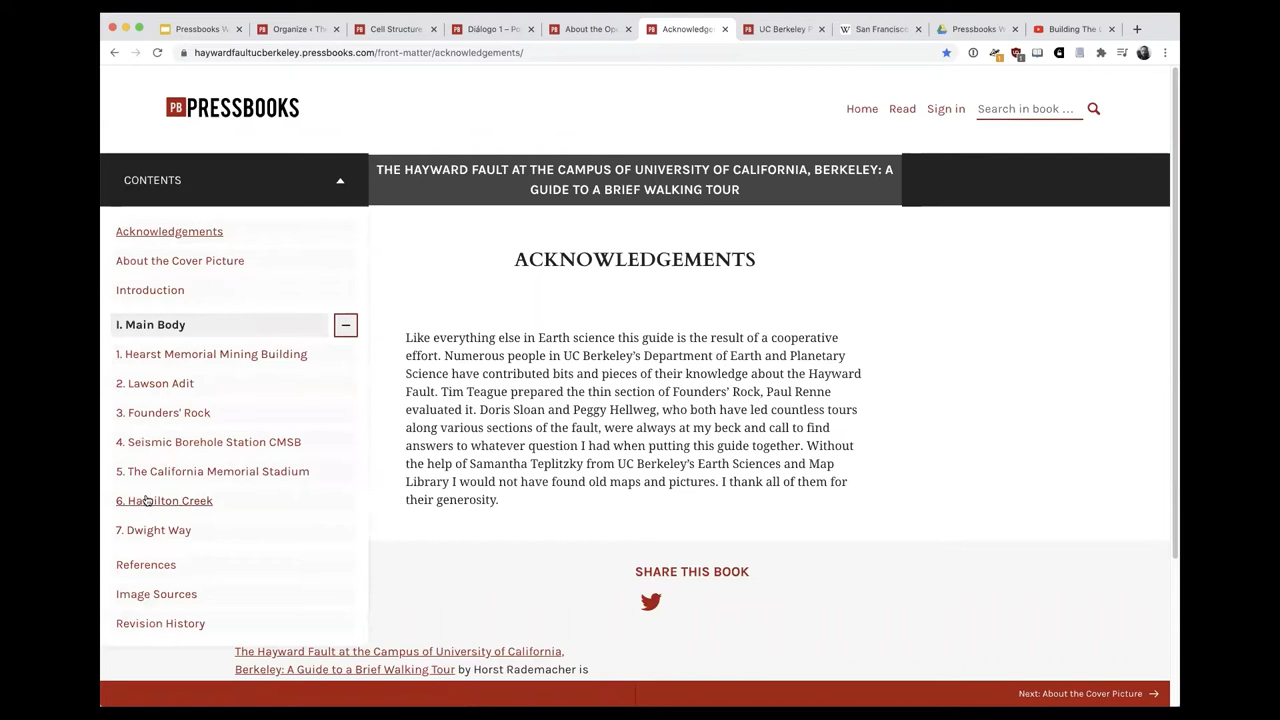 Pressbooks W
Organize ‹ The
Cell Structure
Diálogo 1 – Po
About the Ope
Acknowledge
UC Berkeley P
San Francisco
Pressbooks W
Building The
haywardfaultucberkeley.pressbooks.com/front-matter/acknowledgements/
PB PRESSBOOKS
Home Read Sign in Search in book …
CONTENTS
THE HAYWARD FAULT AT THE CAMPUS OF UNIVERSITY OF CALIFORNIA, BERKELEY: A
GUIDE TO A BRIEF WALKING TOUR
Acknowledgements
About the Cover Picture
Introduction
I. Main Body
1. Hearst Memorial Mining Building
2. Lawson Adit
3. Founders' Rock
4. Seismic Borehole Station CMSB
5. The California Memorial Stadium
6. Hamilton Creek
7. Dwight Way
References
Image Sources
Revision History
ACKNOWLEDGEMENTS
Like everything else in Earth science this guide is the result of a cooperative
effort. Numerous people in UC Berkeley's Department of Earth and Planetary
Science have contributed bits and pieces of their knowledge about the Hayward
Fault. Tim Teague prepared the thin section of Founders' Rock, Paul Renne
evaluated it. Doris Sloan and Peggy Hellweg, who both have led countless tours
along various sections of the fault, were always at my beck and call to find
answers to whatever question I had when putting this guide together. Without
the help of Samantha Teplitzky from UC Berkeley's Earth Sciences and Map
Library I would not have found old maps and pictures. I thank all of them for
their generosity.
SHARE THIS BOOK
The Hayward Fault at the Campus of University of California,
Berkeley: A Guide to a Brief Walking Tour by Horst Rademacher is
Next: About the Cover Picture →